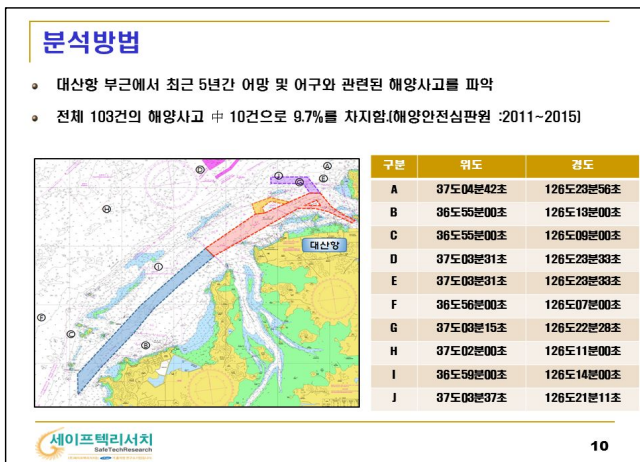 분석방법
대산항 부근에서 최근 5년간 어망 및 어구와 관련된 해양사고를 파악
전체 103건의 해양사고 中 10건으로 9.7%를 차지함.(해양안전심판원 :2011~2015)
구분 위도 경도
A 37도04분42초 126도23분56초
B 36도55분00초 126도13분00초
C 36도55분00초 126도09분00초
D 37도03분31초 126도23분33초
E 37도03분31초 126도23분33초
F 36도56분00초 126도07분00초
G 37도03분15초 126도22분28초
H 37도02분00초 126도11분00초
I 36도59분00초 126도14분00초
J 37도03분37초 126도21분11초
A
D
J
G
E
H
대산항
I
F
C
B
세이프텍리서치
SafeTechResearch
10